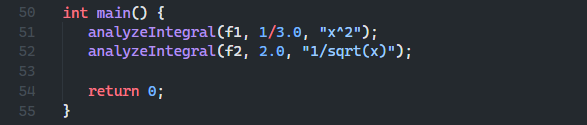 50 int main() {
51 analyzeIntegral(f1, 1/3.0, "x^2");
52 analyzeIntegral(f2, 2.0, "1/sqrt(x)");
53
54 return 0;
55 }